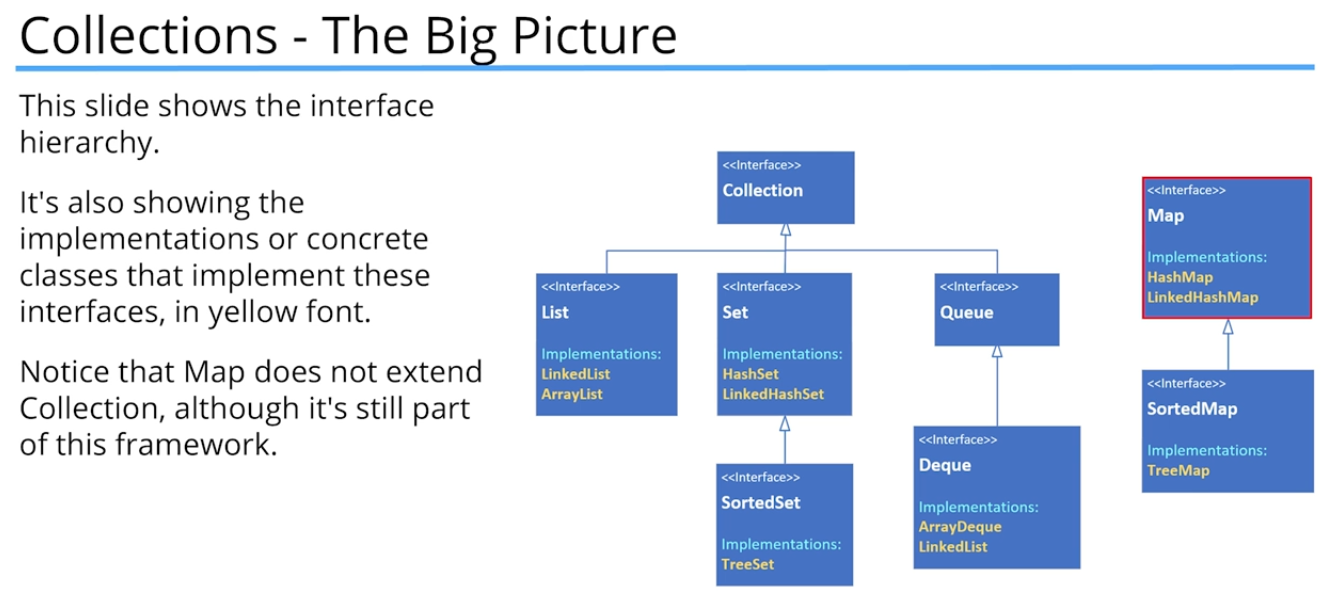 Collections - The Big Picture
This slide shows the interface
hierarchy.
It's also showing the
implementations or concrete
classes that implement these
interfaces, in yellow font.
Notice that Map does not extend
Collection, although it's still part
of this framework.
<<Interface>>
Collection
<<Interface>>
List
Implementations:
LinkedList
ArrayList
<<Interface>>
Set
Implementations:
HashSet
LinkedHashSet
<<Interface>>
Queue
<<Interface>>
SortedSet
Implementations:
TreeSet
<<Interface>>
Deque
Implementations:
ArrayDeque
LinkedList
<<Interface>>
Map
Implementations:
HashMap
LinkedHashMap
<<Interface>>
SortedMap
Implementations:
TreeMap